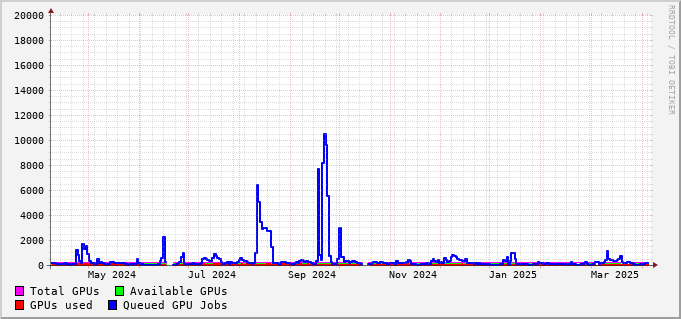 RRDTOOL / TOBI OETIKER
20000
18000
16000
14000
12000
10000
8000
6000
4000
2000
0
May 2024 Jul 2024 Sep 2024 Nov 2024 Jan 2025 Mar 2025
Total GPUs Available GPUs
GPUs used Queued GPU Jobs